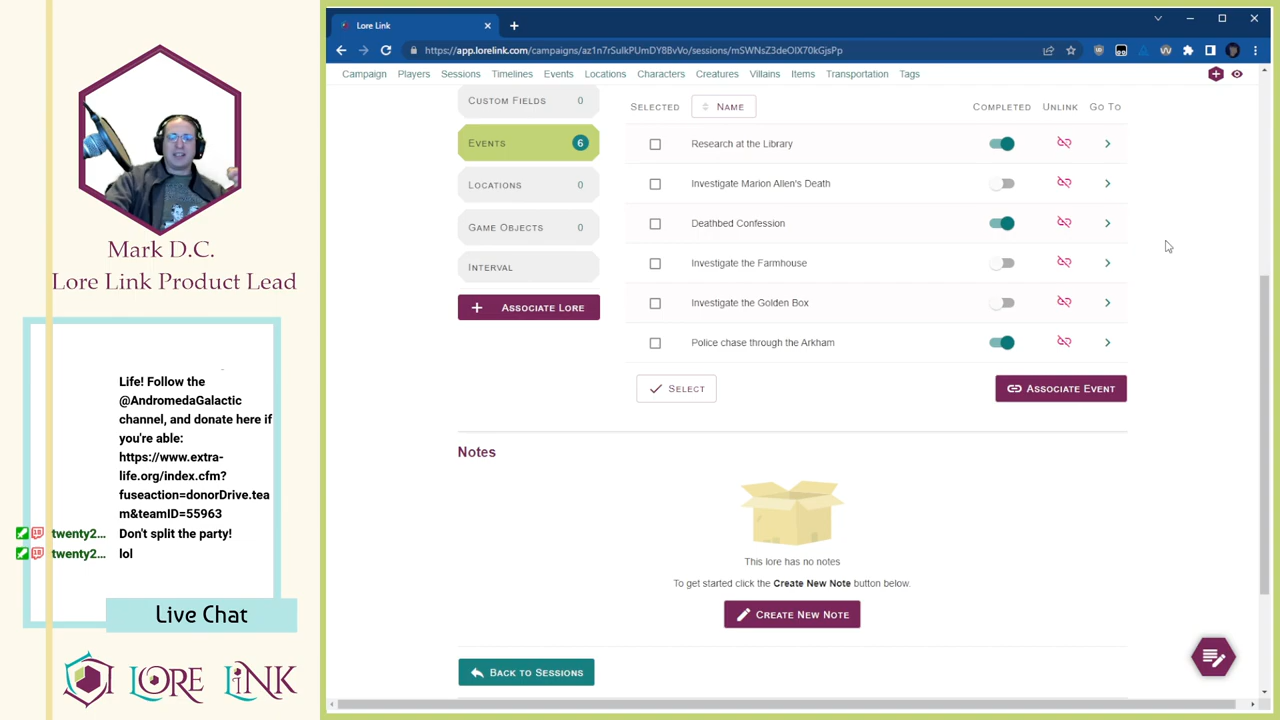 Mark D.C.
Lore Link Product Lead
Life! Follow the
@AndromedaGalactic
channel, and donate here if
you're able:
https://www.extra-
life.org/index.cfm?
fuseaction=donorDrive.tea
m&teamID=55963
twenty2... Don't split the party!
twenty2... lol
Live Chat
LORE LINK
Lore Link
https://app.lorelink.com/campaigns/az1n7rSulkPUmDY8BvVo/sessions/mSWNsZ3deOlX70kGjsPp
Campaign Players Sessions Timelines Events Locations Characters Creatures Villains Items Transportation Tags
CUSTOM FIELDS 0
EVENTS 6
LOCATIONS 0
GAME OBJECTS 0
INTERVAL
+ ASSOCIATE LORE
SELECTED NAME COMPLETED UNLINK GO TO
Research at the Library
Investigate Marion Allen's Death
Deathbed Confession
Investigate the Farmhouse
Investigate the Golden Box
Police chase through the Arkham
SELECT
ASSOCIATE EVENT
Notes
This lore has no notes
To get started click the Create New Note button below.
CREATE NEW NOTE
BACK TO SESSIONS